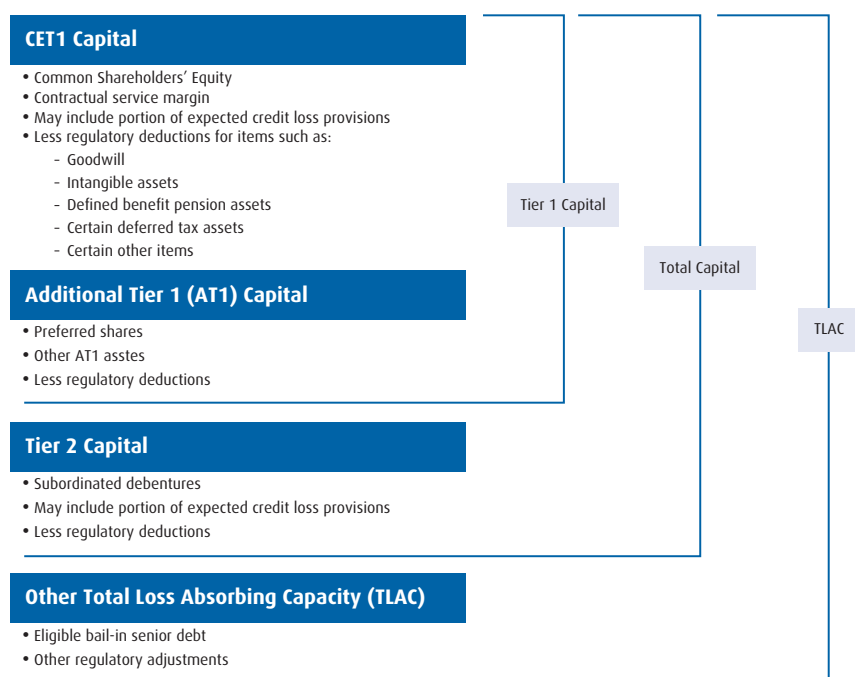 CET1 Capital
• Common Shareholders’ Equity
• Contractual service margin
• May include portion of expected credit loss provisions
• Less regulatory deductions for items such as:
- Goodwill
- Intangible assets
- Defined benefit pension assets
- Certain deferred tax assets
- Certain other items
Additional Tier 1 (AT1) Capital
• Preferred shares
• Other AT1 asstes
• Less regulatory deductions
Tier 1 Capital
Tier 2 Capital
• Subordinated debentures
• May include portion of expected credit loss provisions
• Less regulatory deductions
Total Capital
Other Total Loss Absorbing Capacity (TLAC)
• Eligible bail-in senior debt
• Other regulatory adjustments
TLAC